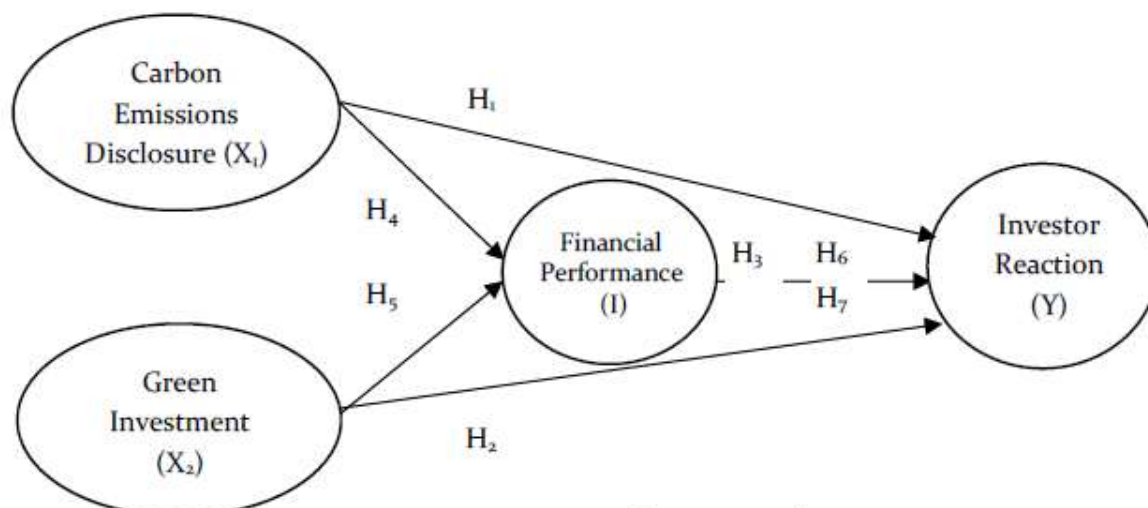 Carbon
Emissions
Disclosure (X₁)
H₁
H₄
Financial
Performance
(I)
H₃
H₆
H₇
Investor
Reaction
(Y)
H₅
Green
Investment
(X₂)
H₂